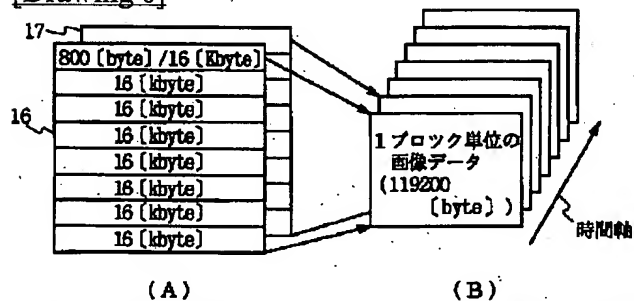 17
800 [byte] /16 [Kbyte]
16 [kbyte]
16 [kbyte]
16
16 [kbyte]
16 [kbyte]
16 [kbyte]
16 [kbyte]
16 [kbyte]
1ブロック単位の
画像データ
(119200
[byte] )
時間軸
(A)
(B)